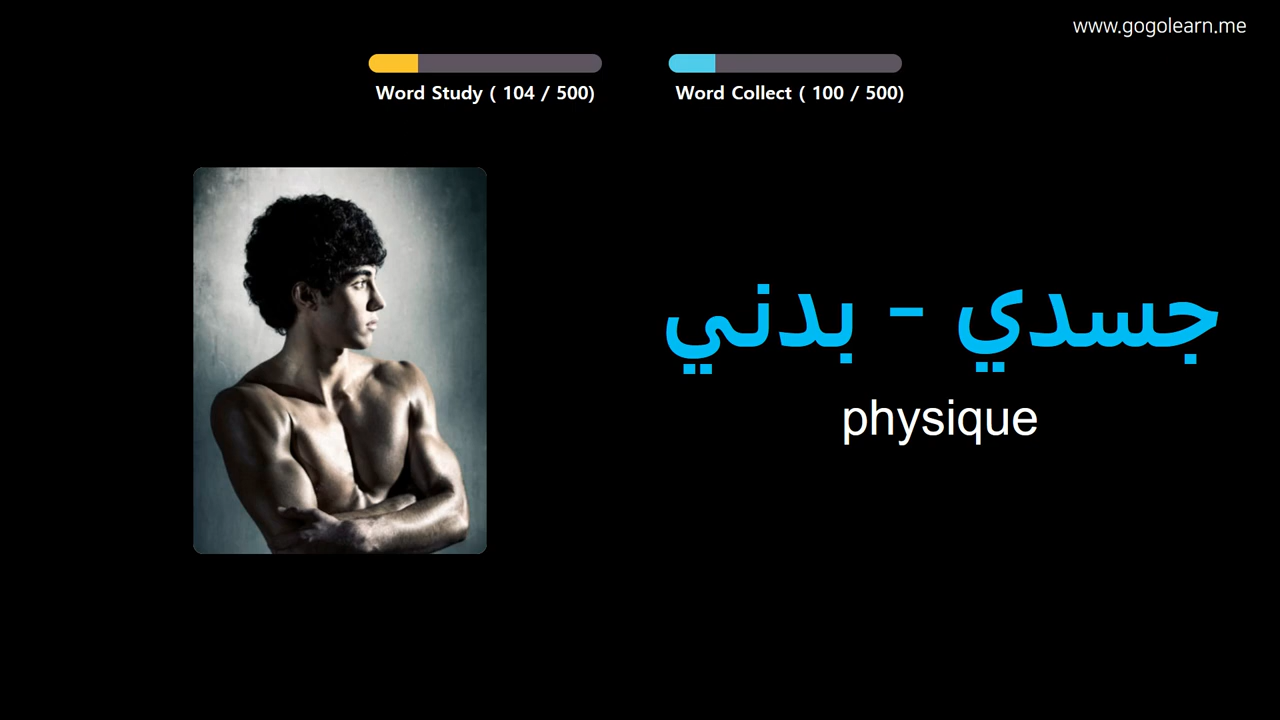 www.gogolearn.me
Word Study ( 104 / 500)
Word Collect ( 100 / 500)
جسدي - بدني
physique